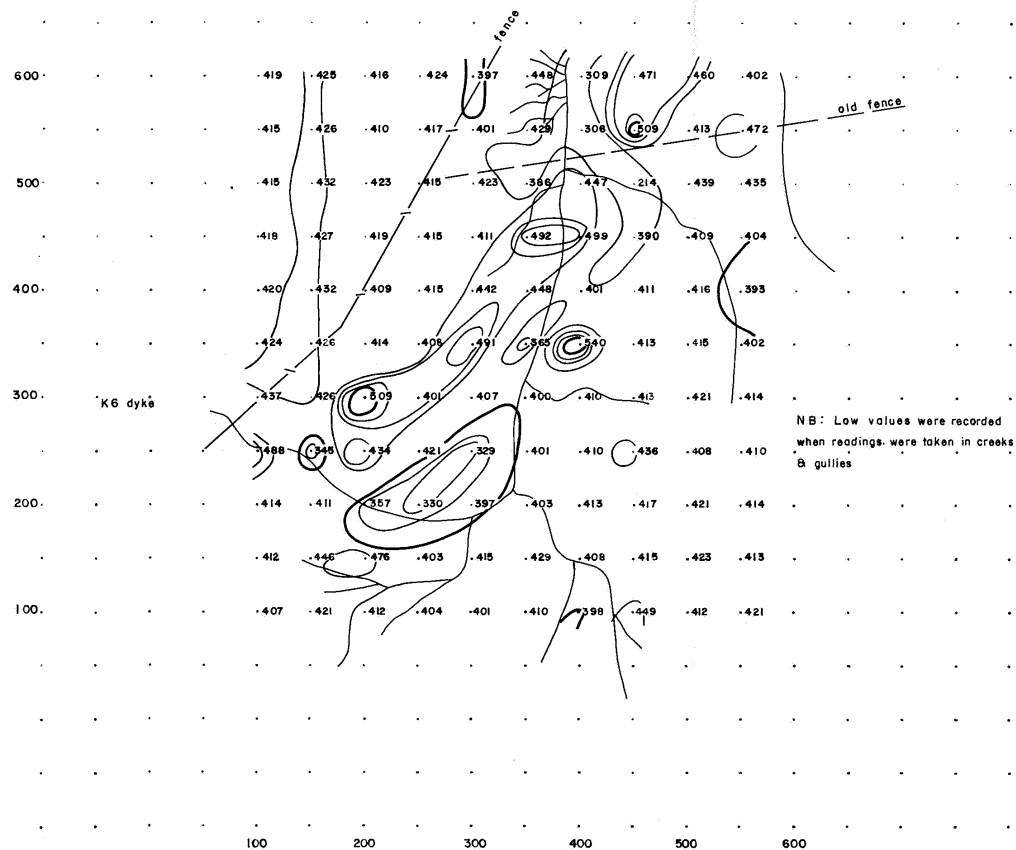 fence
600 419 425 416 424 397 448 309 471 460 402
old fence
415 426 410 417 401 429 306 509 413 472
500 415 432 423 415 423 386 447 214 439 435
418 427 419 415 411 492 499 390 409 404
400 420 432 409 415 442 448 401 411 416 393
424 426 414 408 491 365 540 413 415 402
300 437 426 509 401 407 400 410 413 421 414
K6 dyke
NB: Low values were recorded
when readings were taken in creeks
& gullies
488 345 434 421 329 401 410 436 408 410
200 414 411 357 330 397 403 413 417 421 414
412 446 476 403 415 429 408 415 423 413
100 407 421 412 404 401 410 398 449 412 421
100 200 300 400 500 600